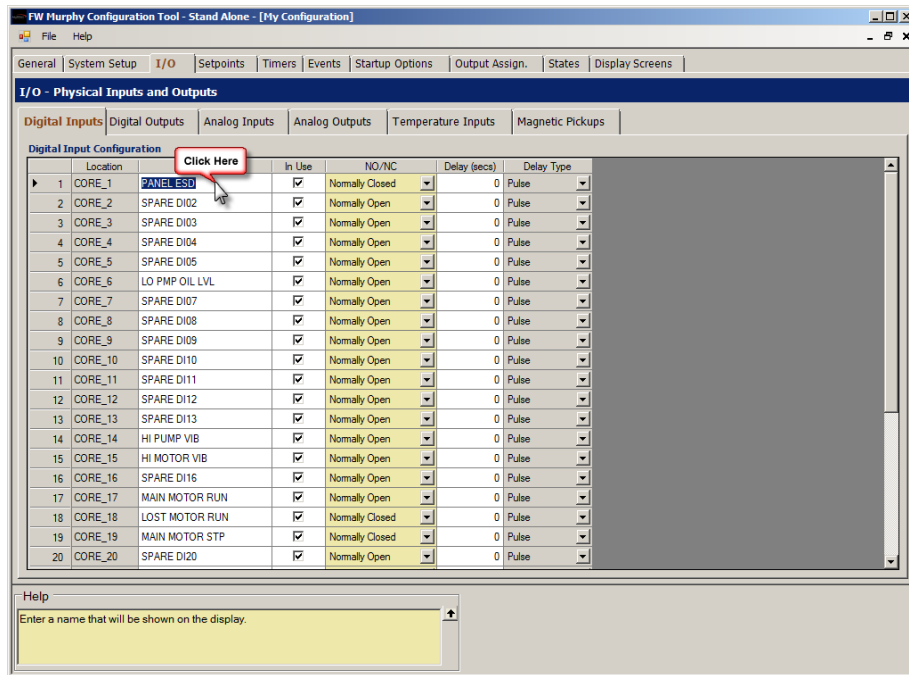 FW Murphy Configuration Tool - Stand Alone - [My Configuration]
File Help
General System Setup I/O Setpoints Timers Events Startup Options Output Assign. States Display Screens
I/O - Physical Inputs and Outputs
Digital Inputs Digital Outputs Analog Inputs Analog Outputs Temperature Inputs Magnetic Pickups
Digital Input Configuration
Click Here
Location In Use NO/NC Delay (secs) Delay Type
1 CORE_1 PANEL ESD Normally Closed 0 Pulse
2 CORE_2 SPARE DI02 Normally Open 0 Pulse
3 CORE_3 SPARE DI03 Normally Open 0 Pulse
4 CORE_4 SPARE DI04 Normally Open 0 Pulse
5 CORE_5 SPARE DI05 Normally Open 0 Pulse
6 CORE_6 LO PMP OIL LVL Normally Open 0 Pulse
7 CORE_7 SPARE DI07 Normally Open 0 Pulse
8 CORE_8 SPARE DI08 Normally Open 0 Pulse
9 CORE_9 SPARE DI09 Normally Open 0 Pulse
10 CORE_10 SPARE DI10 Normally Open 0 Pulse
11 CORE_11 SPARE DI11 Normally Open 0 Pulse
12 CORE_12 SPARE DI12 Normally Open 0 Pulse
13 CORE_13 SPARE DI13 Normally Open 0 Pulse
14 CORE_14 HI PUMP VIB Normally Open 0 Pulse
15 CORE_15 HI MOTOR VIB Normally Open 0 Pulse
16 CORE_16 SPARE DI16 Normally Open 0 Pulse
17 CORE_17 MAIN MOTOR RUN Normally Open 0 Pulse
18 CORE_18 LOST MOTOR RUN Normally Closed 0 Pulse
19 CORE_19 MAIN MOTOR STP Normally Closed 0 Pulse
20 CORE_20 SPARE DI20 Normally Open 0 Pulse
Help
Enter a name that will be shown on the display.